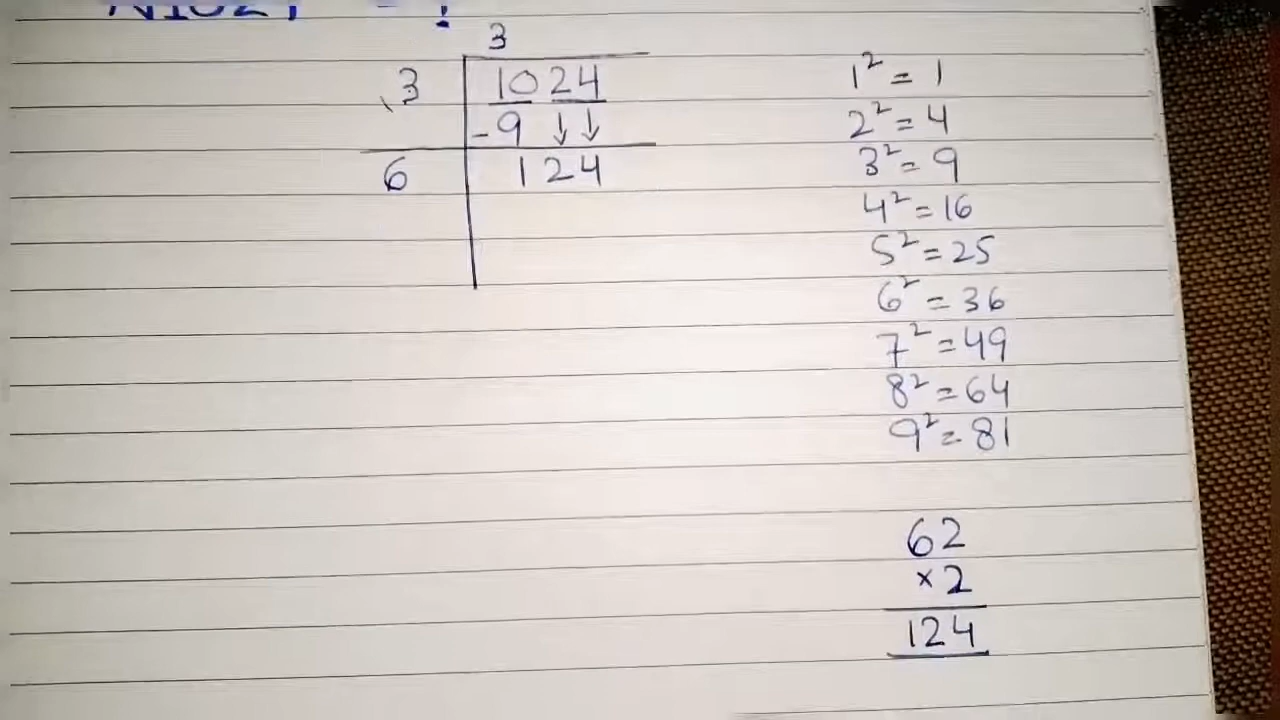 3
3 1024
-9 ↓↓
6 124
1² = 1
2² = 4
3² = 9
4² = 16
5² = 25
6² = 36
7² = 49
8² = 64
9² = 81
62
×2
124